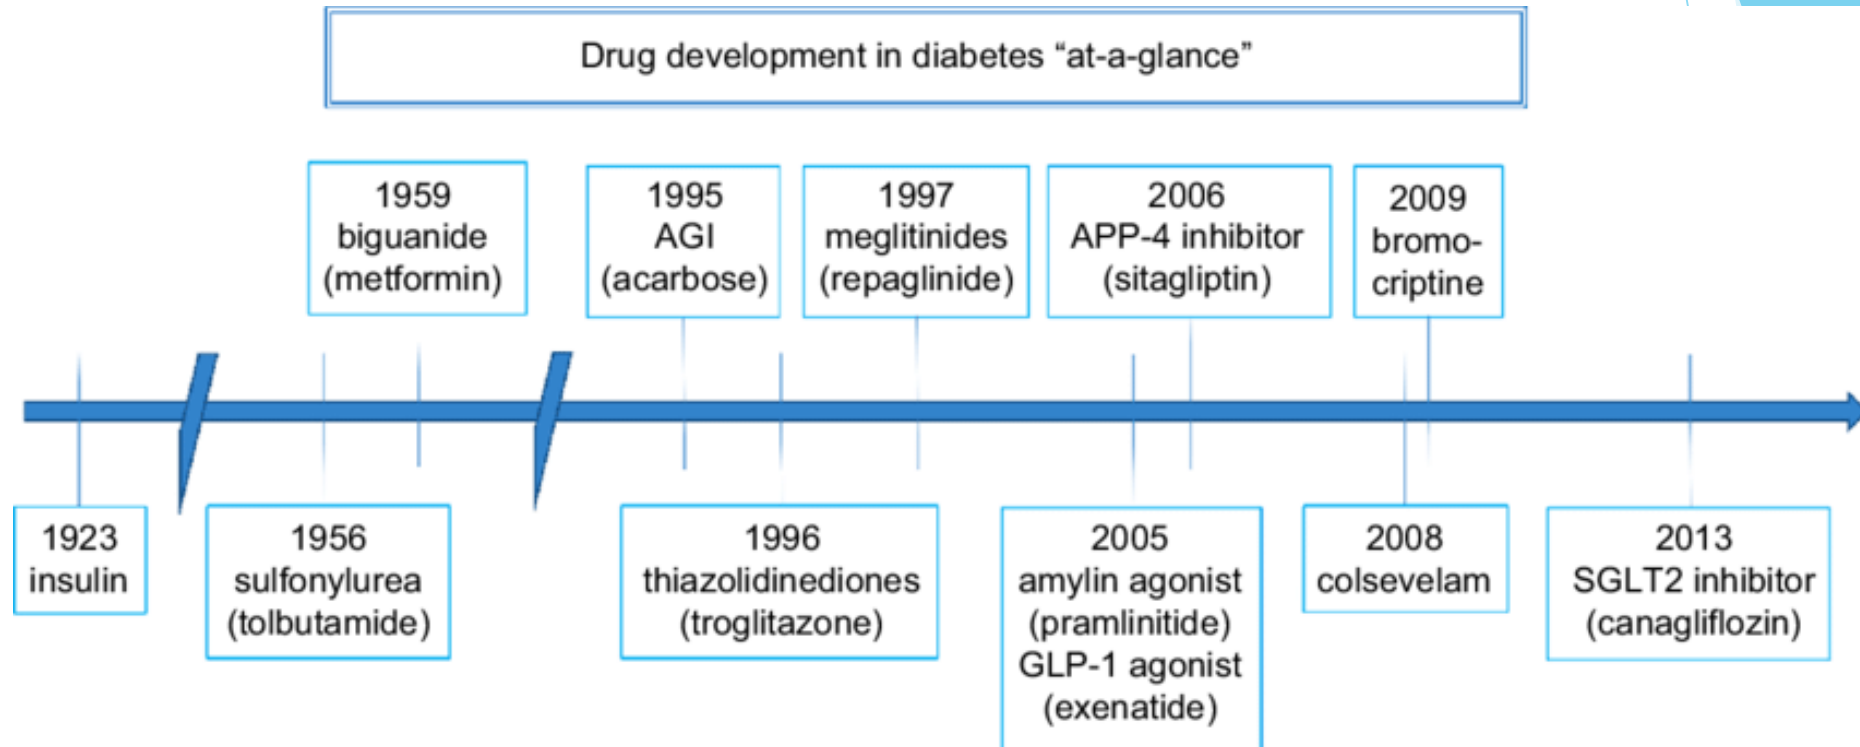 Drug development in diabetes “at-a-glance”
1959
biguanide
(metformin)
1995
AGI
(acarbose)
1997
meglitinides
(repaglinide)
2006
APP-4 inhibitor
(sitagliptin)
2009
bromo-
criptine
1923
insulin
1956
sulfonylurea
(tolbutamide)
1996
thiazolidinediones
(troglitazone)
2005
amylin agonist
(pramlinitide)
GLP-1 agonist
(exenatide)
2008
colsevelam
2013
SGLT2 inhibitor
(canagliflozin)